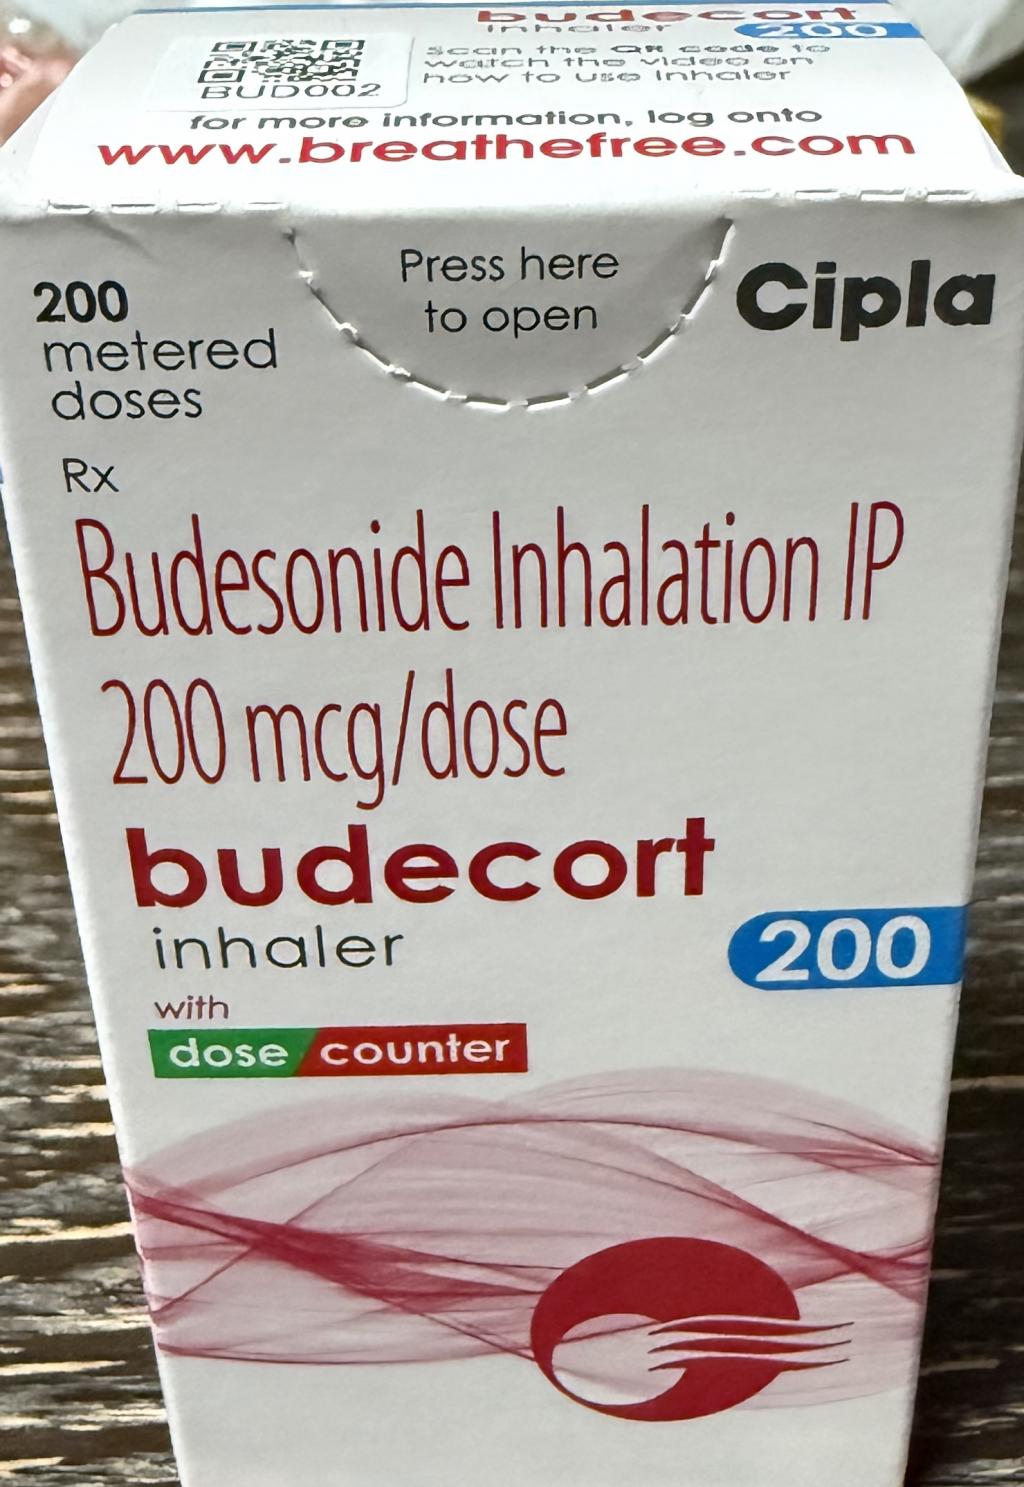 budecort
inhaler 200
Scan the QR code to
watch the video on
how to use Inhaler
BUD002
for more information, log onto
www.breathefree.com
Press here
to open
Cipla
200
metered
doses
Rx
Budesonide Inhalation IP
200 mcg/dose
budecort
inhaler
200
with
dose counter